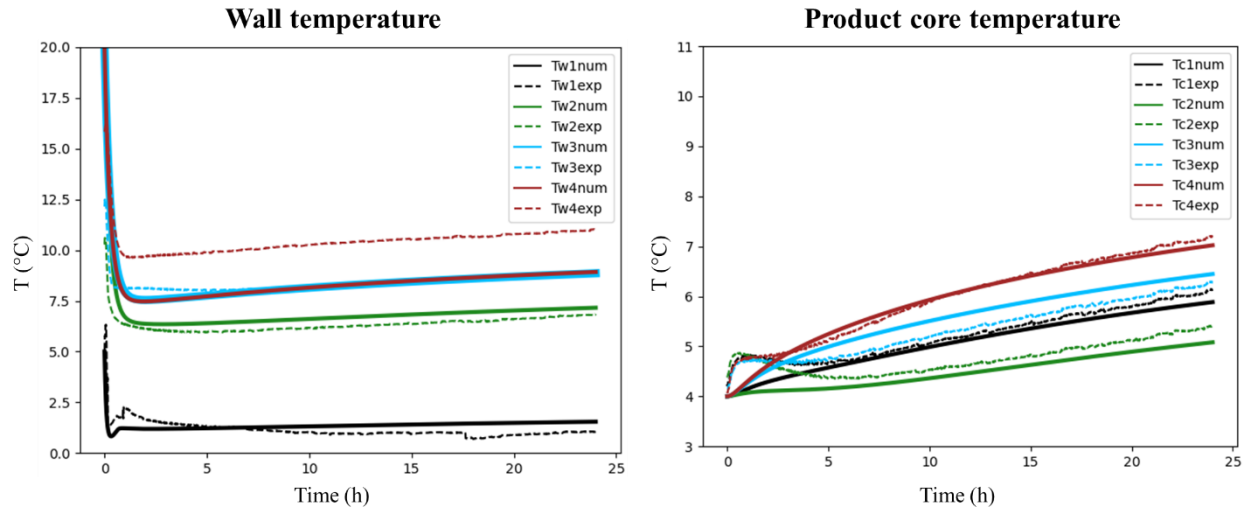 Wall temperature
20.0
17.5
15.0
12.5
10.0
7.5
5.0
2.5
0.0
T (°C)
0
5
10
15
20
25
Time (h)
Tw1num
Tw1exp
Tw2num
Tw2exp
Tw3num
Tw3exp
Tw4num
Tw4exp
Product core temperature
11
10
9
8
7
6
5
4
3
T (°C)
0
5
10
15
20
25
Time (h)
Tc1num
Tc1exp
Tc2num
Tc2exp
Tc3num
Tc3exp
Tc4num
Tc4exp